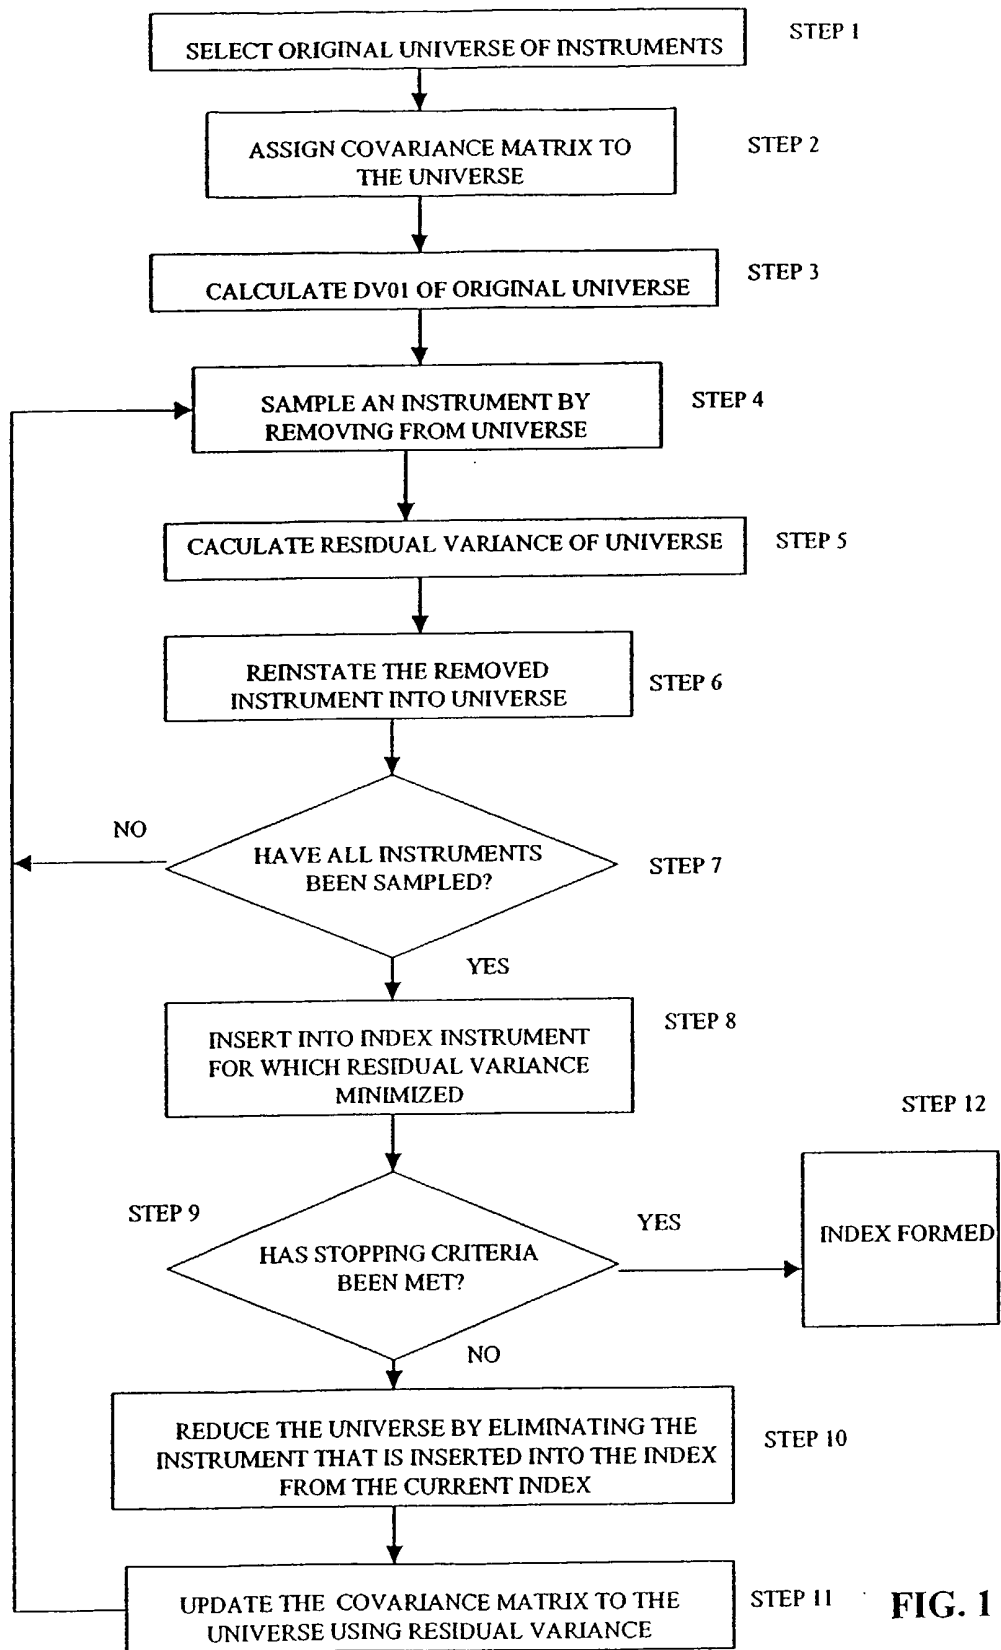 SELECT ORIGINAL UNIVERSE OF INSTRUMENTS
STEP 1
ASSIGN COVARIANCE MATRIX TO
THE UNIVERSE
STEP 2
CALCULATE DV01 OF ORIGINAL UNIVERSE
STEP 3
SAMPLE AN INSTRUMENT BY
REMOVING FROM UNIVERSE
STEP 4
CACULATE RESIDUAL VARIANCE OF UNIVERSE
STEP 5
REINSTATE THE REMOVED
INSTRUMENT INTO UNIVERSE
STEP 6
NO
HAVE ALL INSTRUMENTS
BEEN SAMPLED?
STEP 7
YES
INSERT INTO INDEX INSTRUMENT
FOR WHICH RESIDUAL VARIANCE
MINIMIZED
STEP 8
STEP 12
INDEX FORMED
STEP 9
HAS STOPPING CRITERIA
BEEN MET?
YES
NO
REDUCE THE UNIVERSE BY ELIMINATING THE
INSTRUMENT THAT IS INSERTED INTO THE INDEX
FROM THE CURRENT INDEX
STEP 10
UPDATE THE COVARIANCE MATRIX TO THE
UNIVERSE USING RESIDUAL VARIANCE
STEP 11
FIG. 1